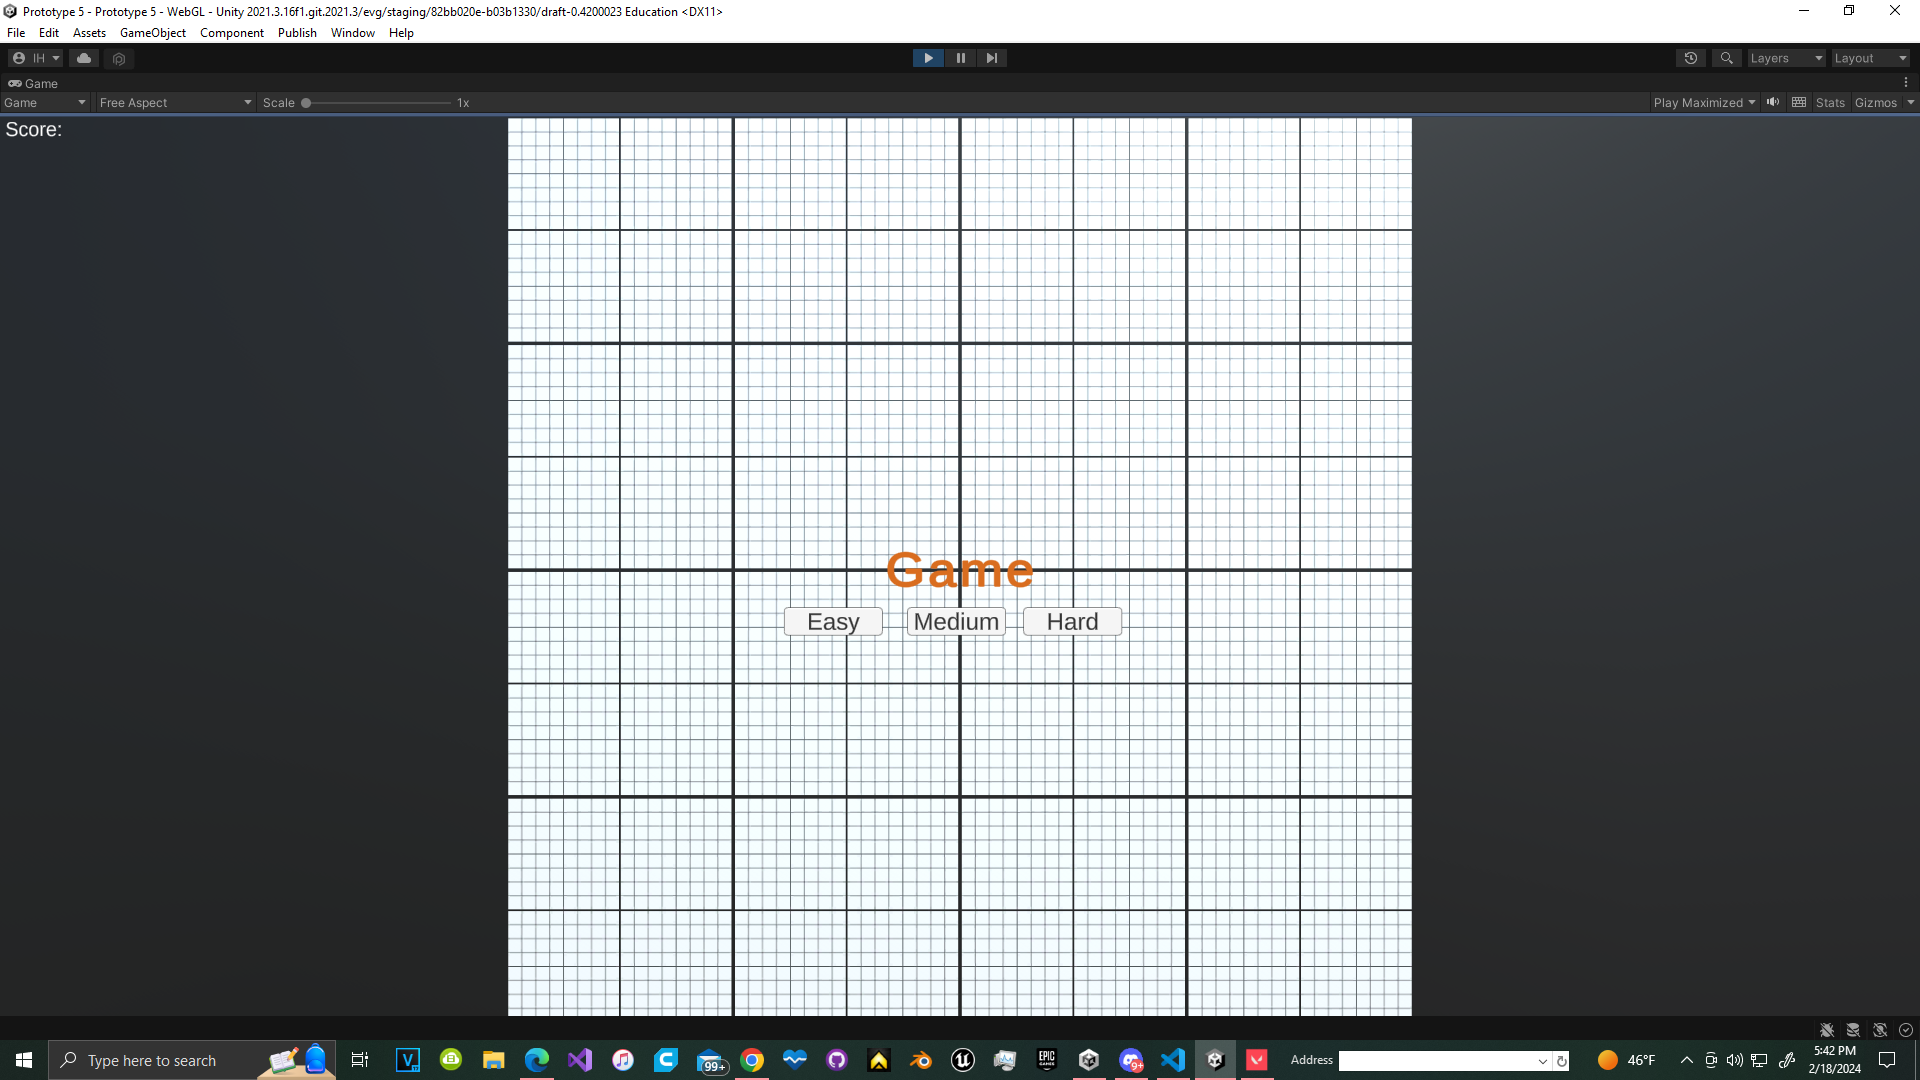 Prototype 5 - Prototype 5 - WebGL - Unity 2021.3.16f1.git.2021.3/evg/staging/82bb020e-b03b1330/draft-0.4200023 Education <DX11>
File Edit Assets GameObject Component Publish Window Help
IH Layers Layout
Game
Game Free Aspect Scale 1x Play Maximized Stats Gizmos
Score:
Game
Easy Medium Hard
Type here to search 99+ EPIC GAMES 9+ Address 46°F 5:42 PM
2/18/2024